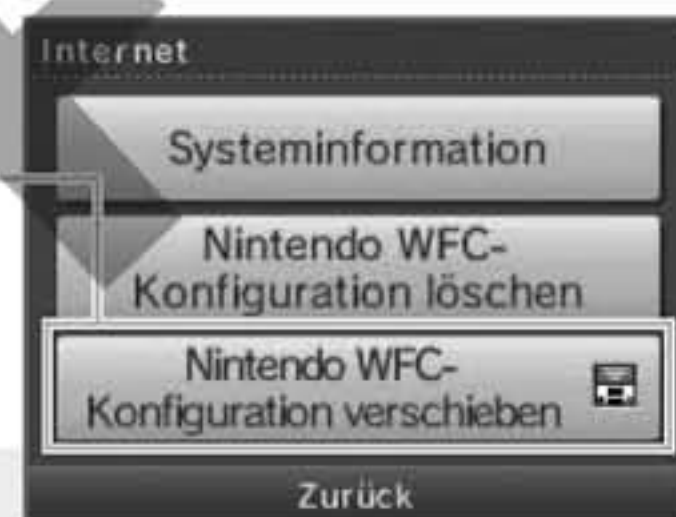 Internet
Systeminformation
Nintendo WFC-
Konfiguration löschen
Nintendo WFC-
Konfiguration verschieben
Zurück